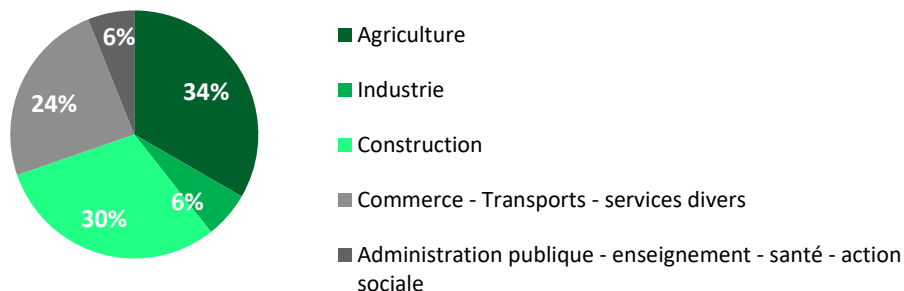 6%
34%
24%
6%
30%
Agriculture
Industrie
Construction
Commerce - Transports - services divers
Administration publique - enseignement - santé - action
sociale